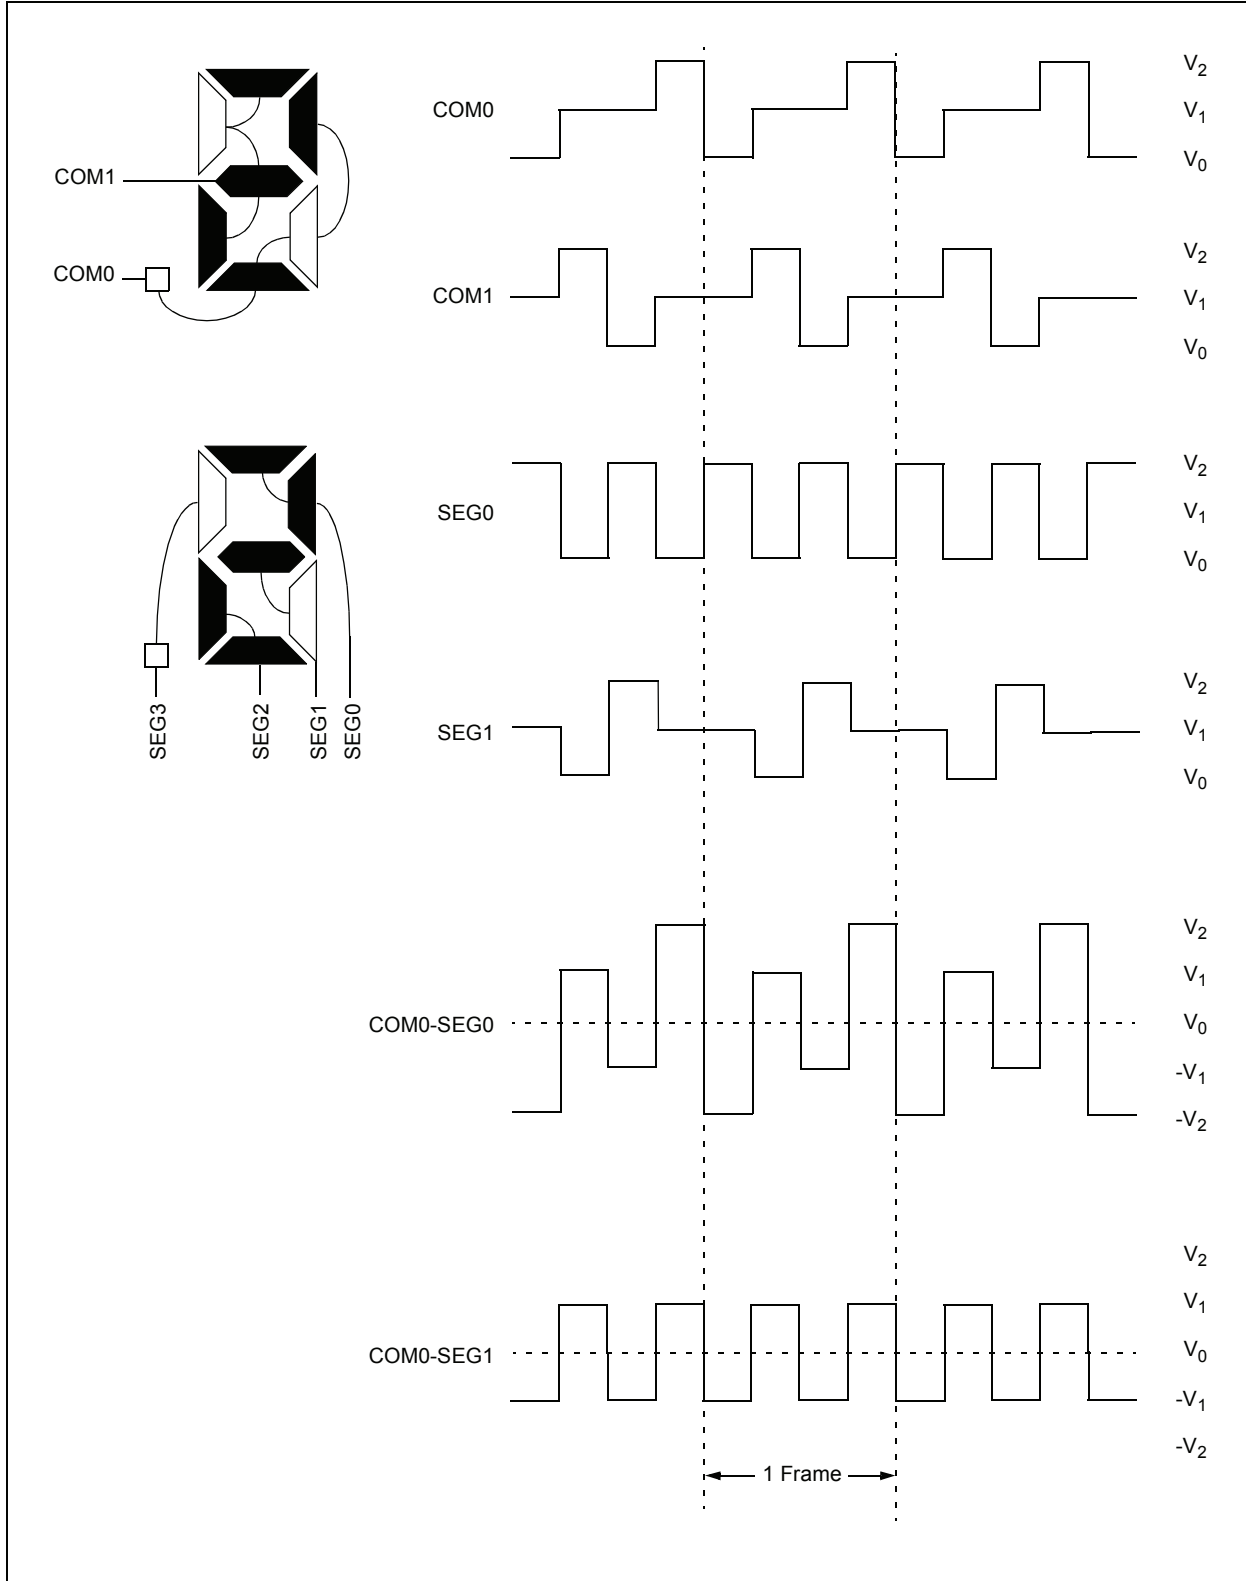 COM1
COM0
SEG3
SEG2
SEG1
SEG0
COM0
V₂
V₁
V₀
COM1
V₂
V₁
V₀
SEG0
V₂
V₁
V₀
SEG1
V₂
V₁
V₀
COM0-SEG0
V₂
V₁
V₀
-V₁
-V₂
COM0-SEG1
V₂
V₁
V₀
-V₁
-V₂
1 Frame